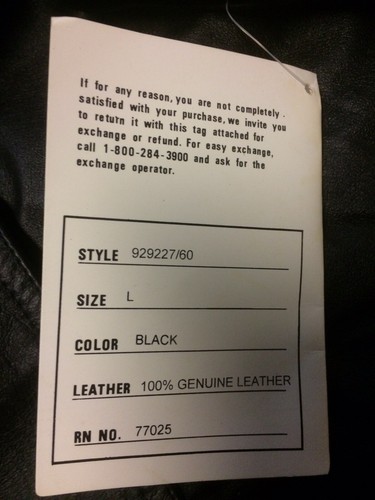 If for any reason, you are not completely.
satisfied with your purchase, we invite you
to return it with this tag attached for
exchange or refund. For easy exchange,
call 1-800-284-3900 and ask for the
exchange operator.
STYLE 929227/60
SIZE L
COLOR BLACK
LEATHER 100% GENUINE LEATHER
RN NO. 77025